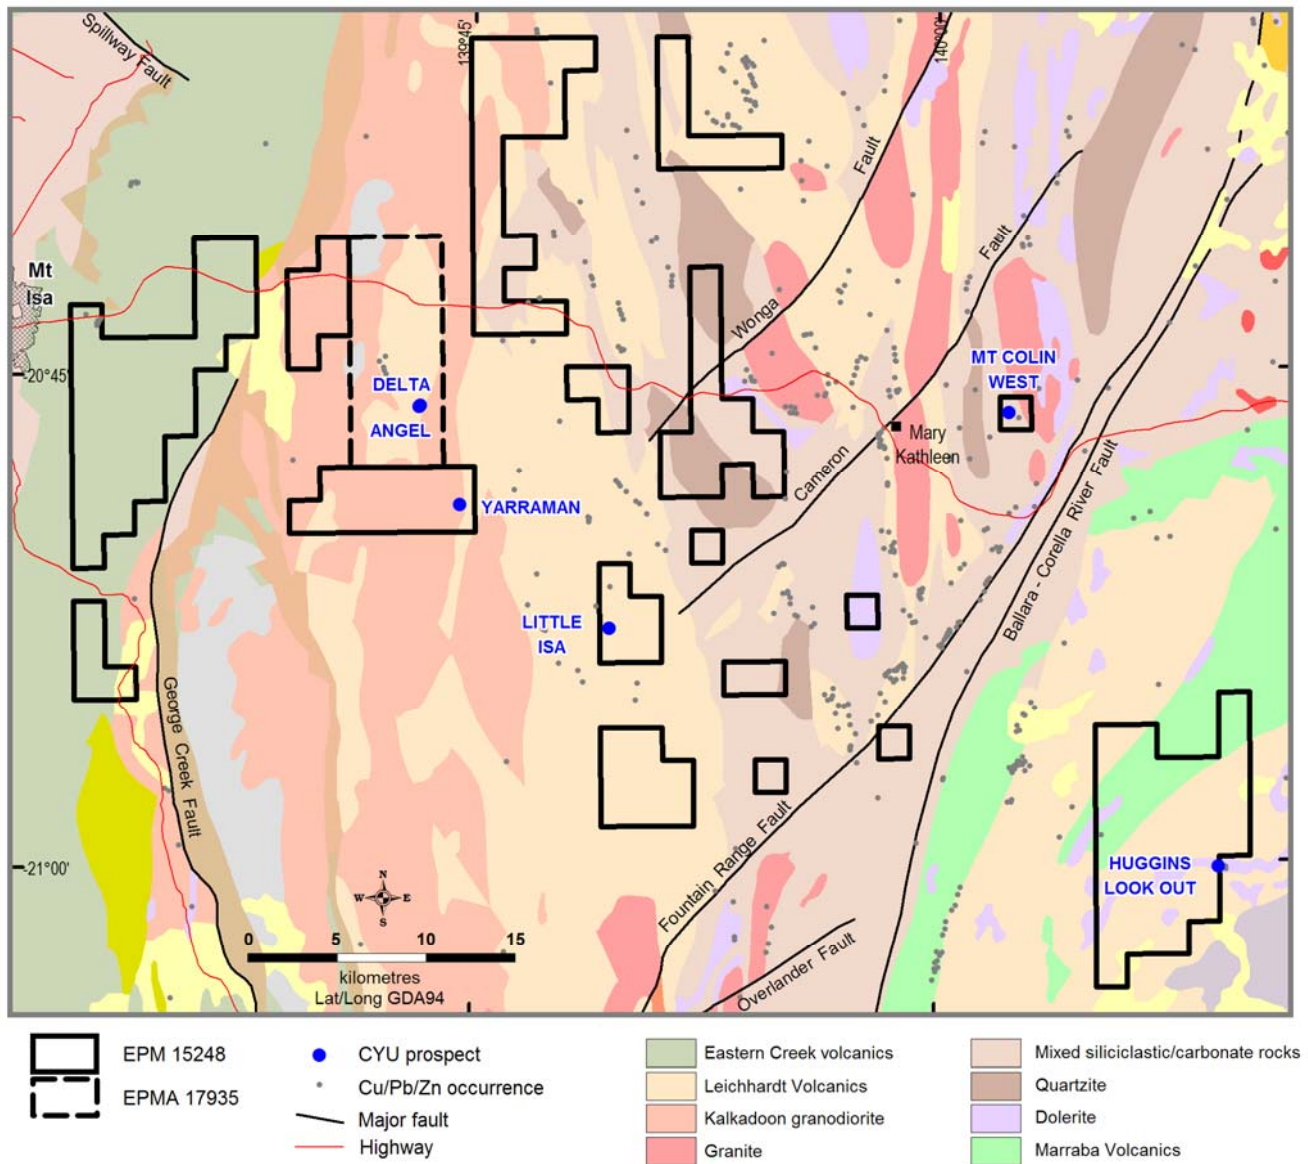 Spillway Fault
139°45'
140°00'
Fault
Fault
Mt
Isa
Wonga
20°45'
DELTA
ANGEL
MT COLIN
WEST
Mary
Kathleen
Cameron
YARRAMAN
Ballara - Corella River Fault
LITTLE
ISA
George Creek Fault
Fountain Range Fault
21°00'
HUGGINS
LOOK OUT
N
W E
S
0 5 10 15
kilometres
Lat/Long GDA94
Overlander Fault
EPM 15248
EPMA 17935
CYU prospect
Cu/Pb/Zn occurrence
Major fault
Highway
Eastern Creek volcanics
Leichhardt Volcanics
Kalkadoon granodiorite
Granite
Mixed siliciclastic/carbonate rocks
Quartzite
Dolerite
Marraba Volcanics